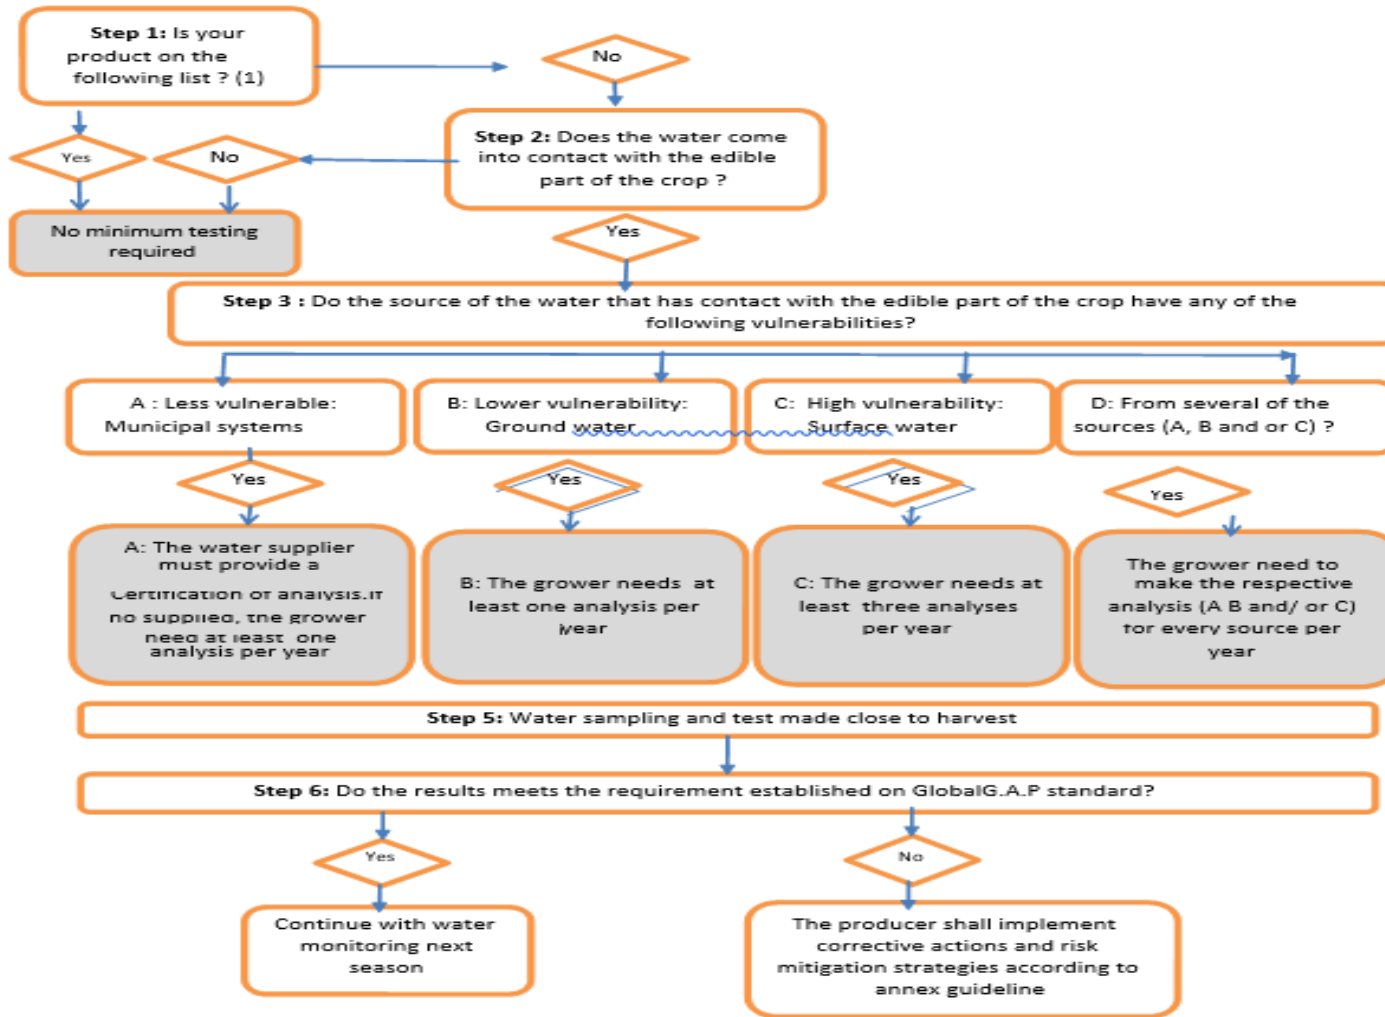 Step 1: Is your
product on the
following list ? (1)
No
Step 2: Does the water come
into contact with the edible
part of the crop ?
Yes
No
No minimum testing
required
Yes
Step 3 : Do the source of the water that has contact with the edible part of the crop have any of the
following vulnerabilities?
A : Less vulnerable:
Municipal systems
B: Lower vulnerability:
Ground water
C: High vulnerability:
Surface water
D: From several of the
sources (A, B and or C) ?
Yes
Yes
Yes
Yes
A: The water supplier
must provide a
Certification of analysis.If
no supplied, the grower
need at least one
analysis per year
B: The grower needs at
least one analysis per
year
C: The grower needs at
least three analyses
per year
The grower need to
make the respective
analysis (A B and/ or C)
for every source per
year
Step 5: Water sampling and test made close to harvest
Step 6: Do the results meets the requirement established on GlobalG.A.P standard?
Yes
No
Continue with water
monitoring next
season
The producer shall implement
corrective actions and risk
mitigation strategies according to
annex guideline